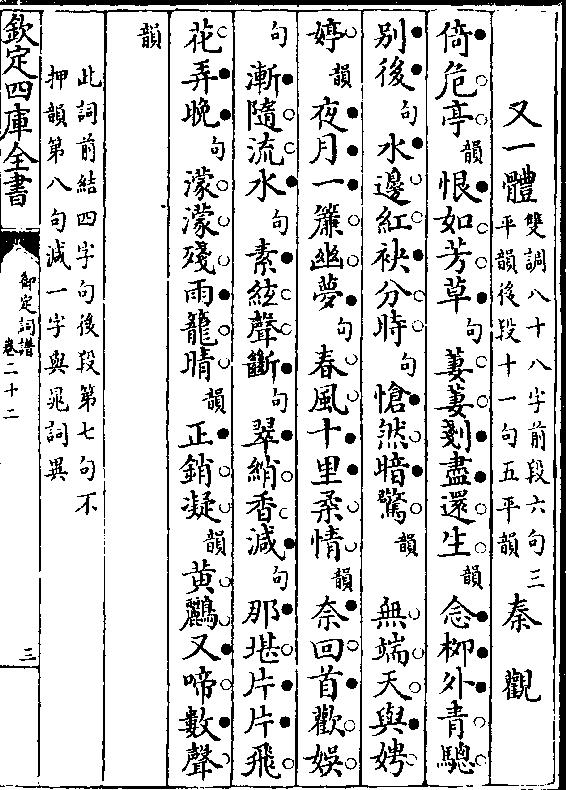 又一體雙調八十八字前段六句三平韻後段十一句五平韻 秦觀
倚危亭韻恨如芳草句萋萋剗盡還生韻念柳外青驄
別後句水邊紅袂分時句愴然暗驚韻 無端天與娉
婷韻夜月一簾幽夢句春風十里柔情韻柰回首歡娛
句漸隨流水句素絃聲斷句翠綃香減句那堪片片飛
花弄晚句濛濛殘雨籠晴韻正銷凝韻黃鸝又啼數聲
韻
此詞前結四字句後段第七句不
押韻第八句減一字與晁詞異
欽定四庫全書
御定詞譜
卷二十二
三